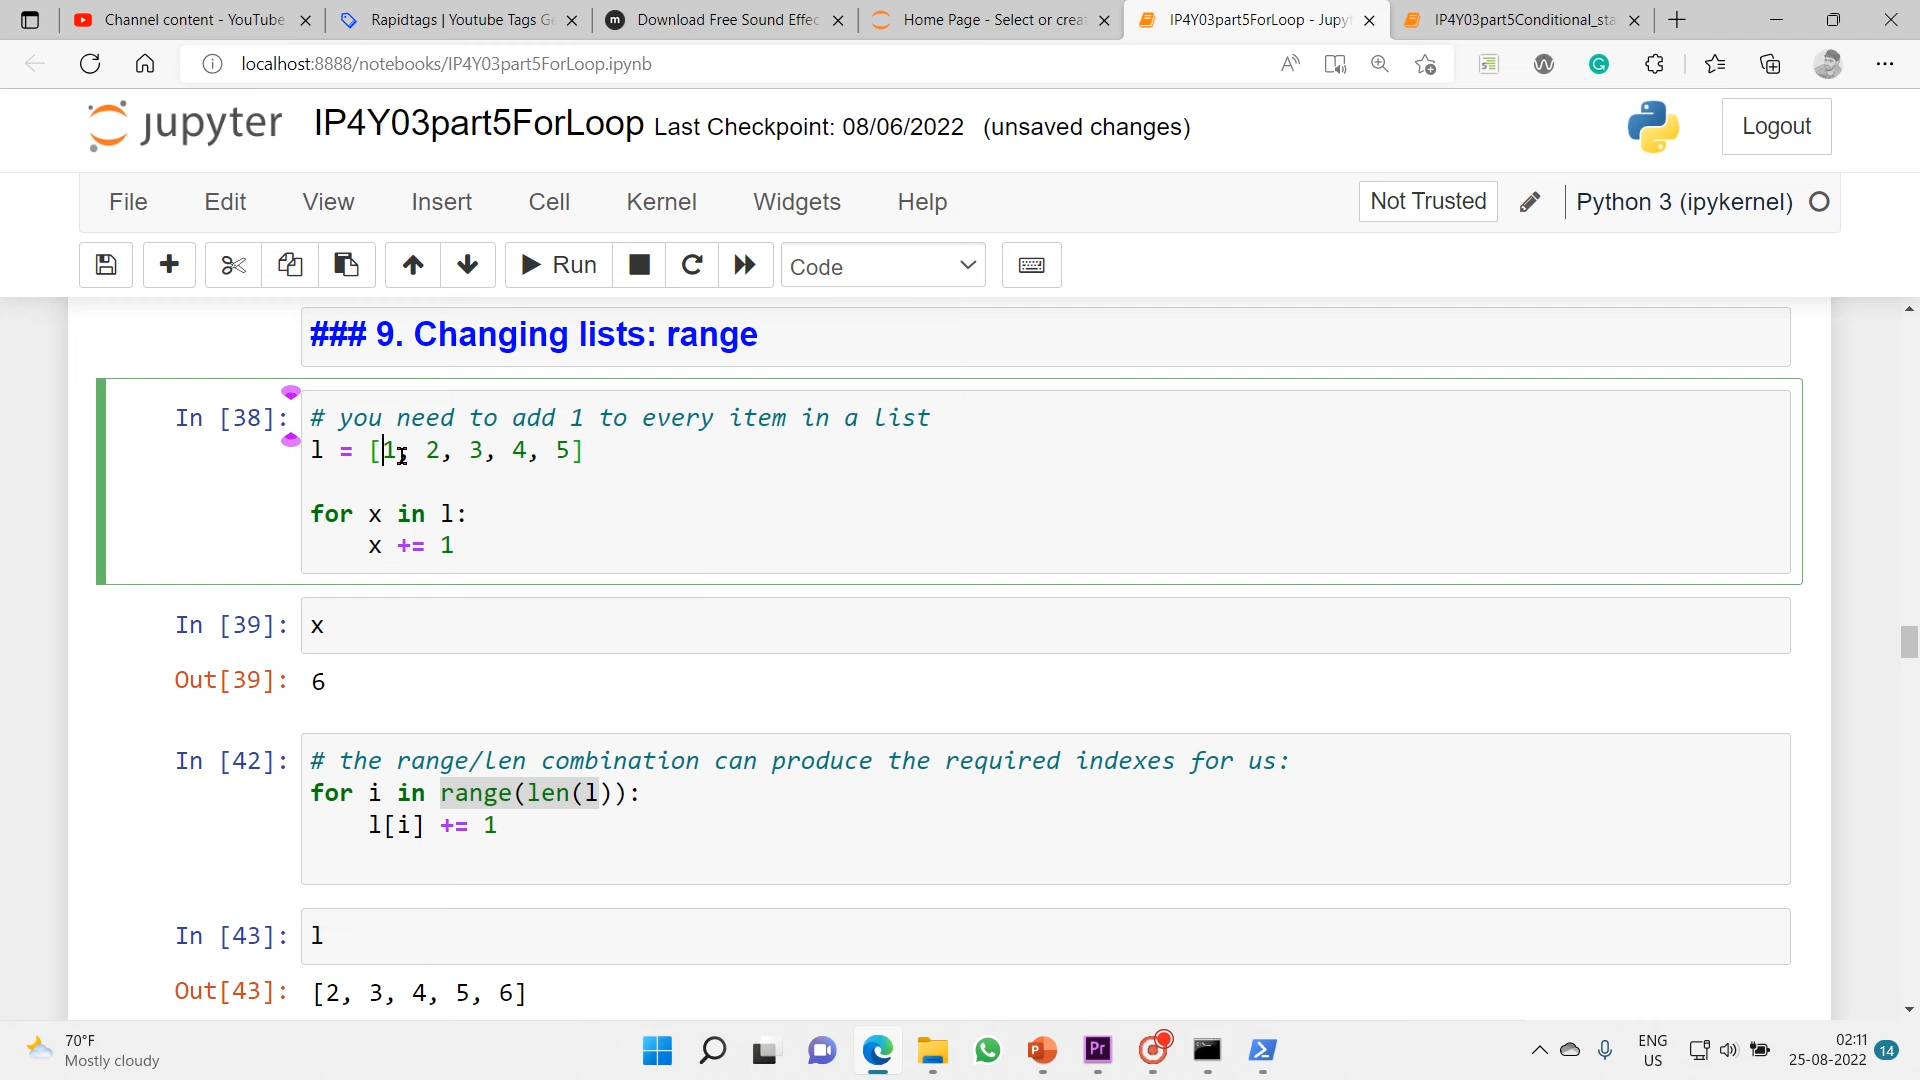 Channel content - YouTube
Rapidtags | Youtube Tags Ge
Download Free Sound Effec
Home Page - Select or creat
IP4Y03part5ForLoop - Jupyt
IP4Y03part5Conditional_sta
localhost:8888/notebooks/IP4Y03part5ForLoop.ipynb
jupyter IP4Y03part5ForLoop Last Checkpoint: 08/06/2022 (unsaved changes)
Logout
File Edit View Insert Cell Kernel Widgets Help
Not Trusted
Python 3 (ipykernel)
Run
Code
### 9. Changing lists: range
In [38]: # you need to add 1 to every item in a list
l = [1, 2, 3, 4, 5]
for x in l:
x += 1
In [39]: x
Out[39]: 6
In [42]: # the range/len combination can produce the required indexes for us:
for i in range(len(l)):
l[i] += 1
In [43]: l
Out[43]: [2, 3, 4, 5, 6]
70°F
Mostly cloudy
Pr
ENG
US
02:11
25-08-2022
14